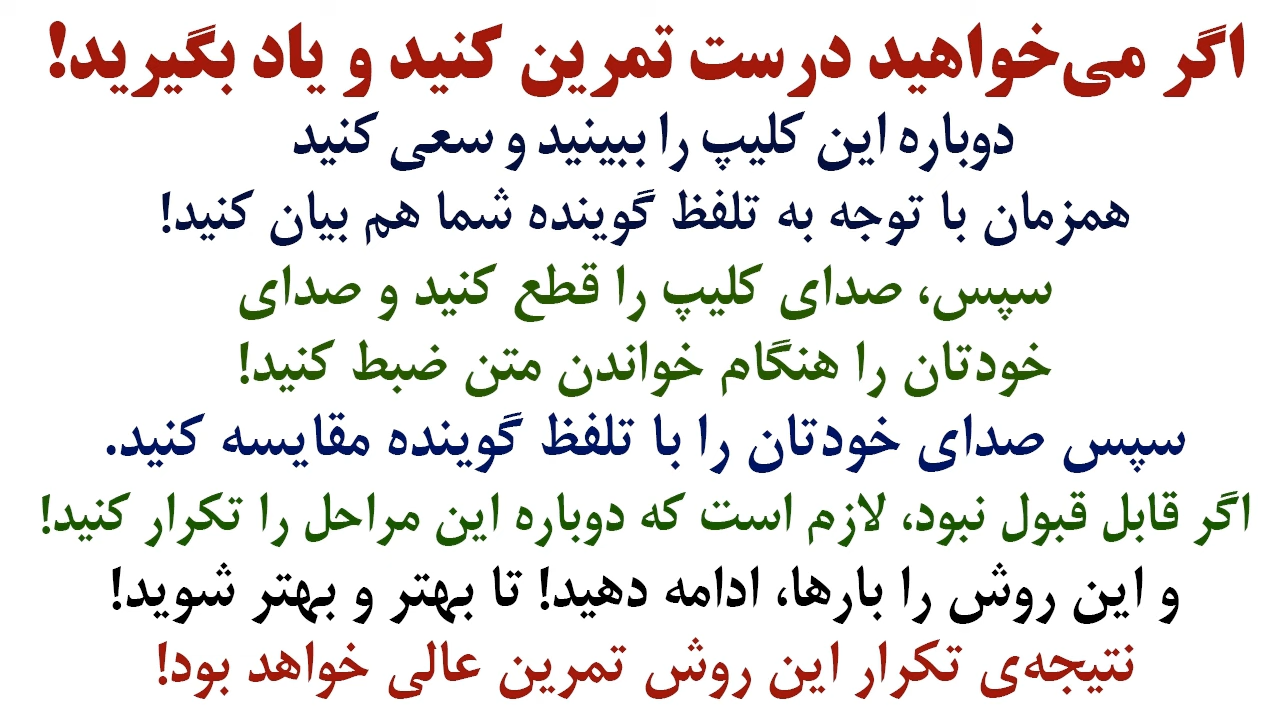 اگر می‌خواهید درست تمرین کنید و یاد بگیرید!
دوباره این کلیپ را ببینید و سعی کنید
همزمان با توجه به تلفظ گوینده شما هم بیان کنید!
سپس، صدای کلیپ را قطع کنید و صدای
خودتان را هنگام خواندن متن ضبط کنید!
سپس صدای خودتان را با تلفظ گوینده مقایسه کنید.
اگر قابل قبول نبود، لازم است که دوباره این مراحل را تکرار کنید!
و این روش را بارها، ادامه دهید! تا بهتر و بهتر شوید!
نتیجه‌ی تکرار این روش تمرین عالی خواهد بود!